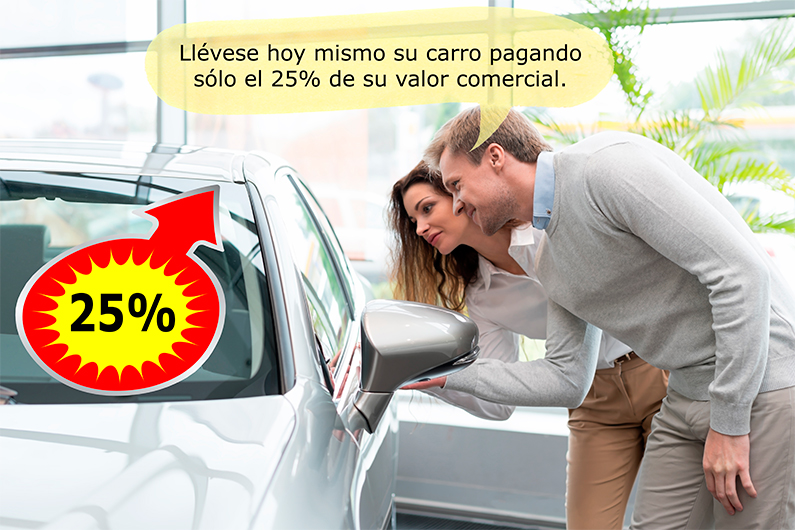 Llévese hoy mismo su carro pagando
sólo el 25% de su valor comercial.
25%